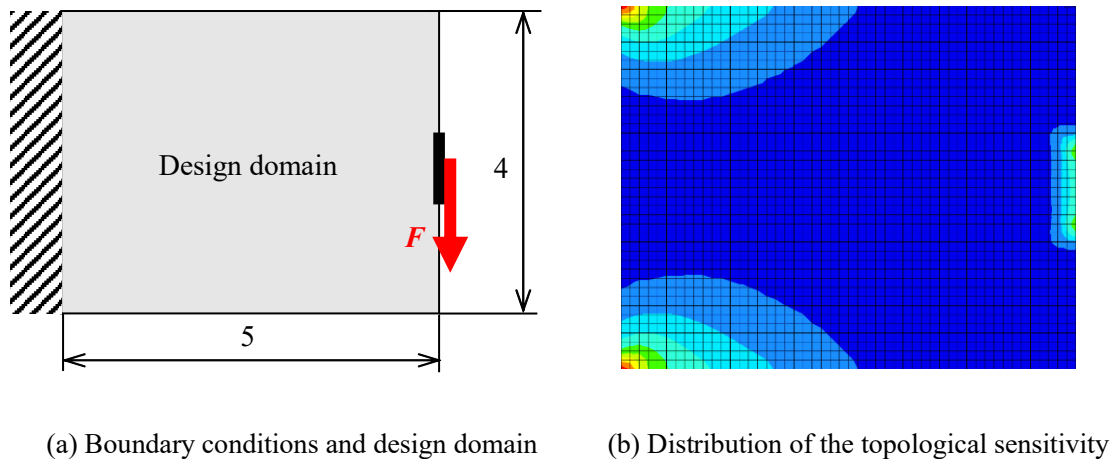 Design domain
4
F
5
(a) Boundary conditions and design domain
(b) Distribution of the topological sensitivity